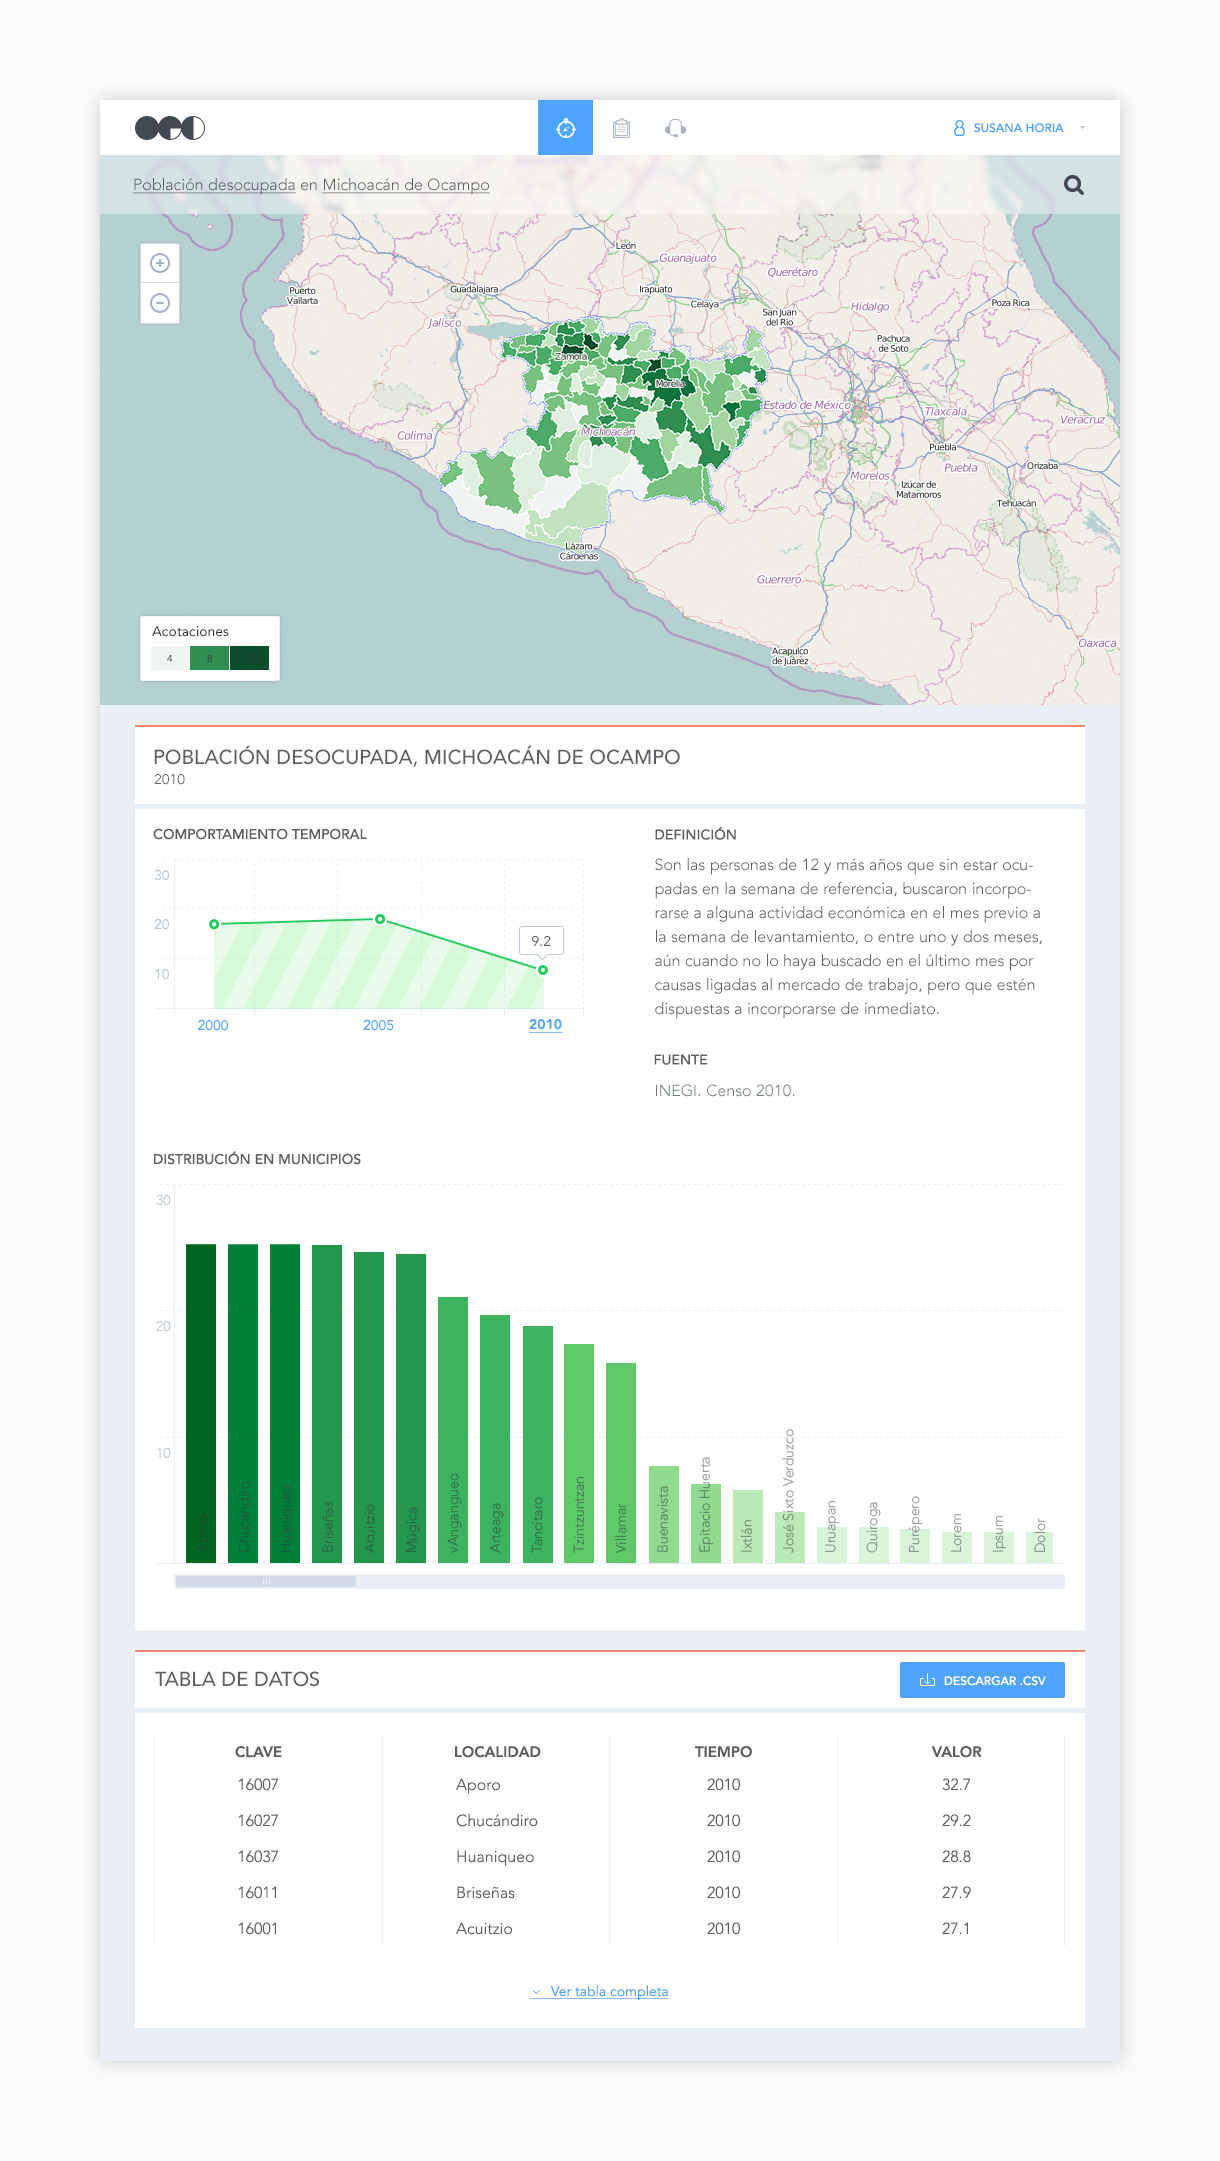 SUSANA HORIA
Población desocupada en Michoacán de Ocampo
León
Guanajuato
Querétaro
Puerto
Vallarta
Guadalajara
Irapuato
Celaya
San Juan
del Río
Hidalgo
Poza Rica
Jalisco
Pachuca
de Soto
Zamora
Morelia
Estado de México
Tlaxcala
Veracruz
Colima
Michoacán
Puebla
Puebla
Orizaba
Morelos
Izúcar de
Matamoros
Tehuacán
Lázaro
Cárdenas
Guerrero
Oaxaca
Acapulco
de Juárez
Acotaciones
4 8
POBLACIÓN DESOCUPADA, MICHOACÁN DE OCAMPO
2010
COMPORTAMIENTO TEMPORAL
30
20
10
9.2
2000 2005 2010
DEFINICIÓN
Son las personas de 12 y más años que sin estar ocu-
padas en la semana de referencia, buscaron incorpo-
rarse a alguna actividad económica en el mes previo a
la semana de levantamiento, o entre uno y dos meses,
aún cuando no lo haya buscado en el último mes por
causas ligadas al mercado de trabajo, pero que estén
dispuestas a incorporarse de inmediato.
FUENTE
INEGI. Censo 2010.
DISTRIBUCIÓN EN MUNICIPIOS
30
20
10
Chucándiro
Huaniqueo
Briseñas
Acuitzio
Múgica
vAngangueo
Arteaga
Tancítaro
Tzintzuntzan
Villamar
Buenavista
Epitacio Huerta
Ixtlán
José Sixto Verduzco
Uruapan
Quiroga
Purépero
Lorem
Ipsum
Dolor
TABLA DE DATOS
DESCARGAR .CSV
CLAVE LOCALIDAD TIEMPO VALOR
16007 Aporo 2010 32.7
16027 Chucándiro 2010 29.2
16037 Huaniqueo 2010 28.8
16011 Briseñas 2010 27.9
16001 Acuitzio 2010 27.1
Ver tabla completa